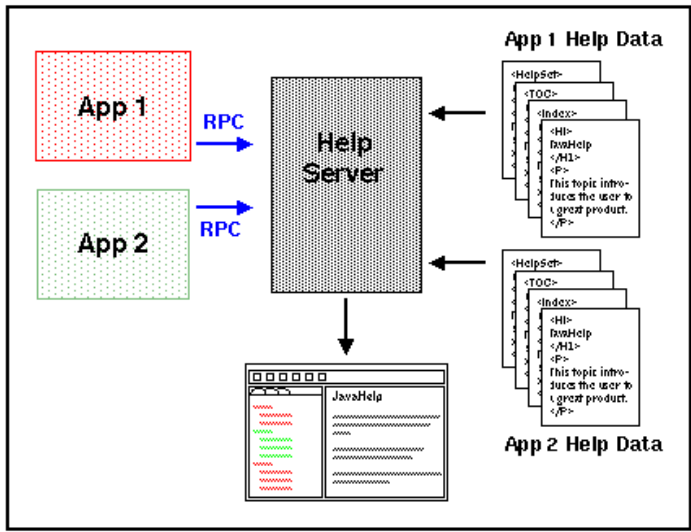 App 1 Help Data
App 1
RPC
Help
Server
<HelpSet>
<TOC>
<Index>
<H1>
JavaHelp
</H1>
<P>
This topic intro-
duces the user to
a great product.
</P>
App 2
RPC
<HelpSet>
<TOC>
<Index>
<H1>
JavaHelp
</H1>
<P>
This topic intro-
duces the user to
a great product.
</P>
App 2 Help Data
JavaHelp